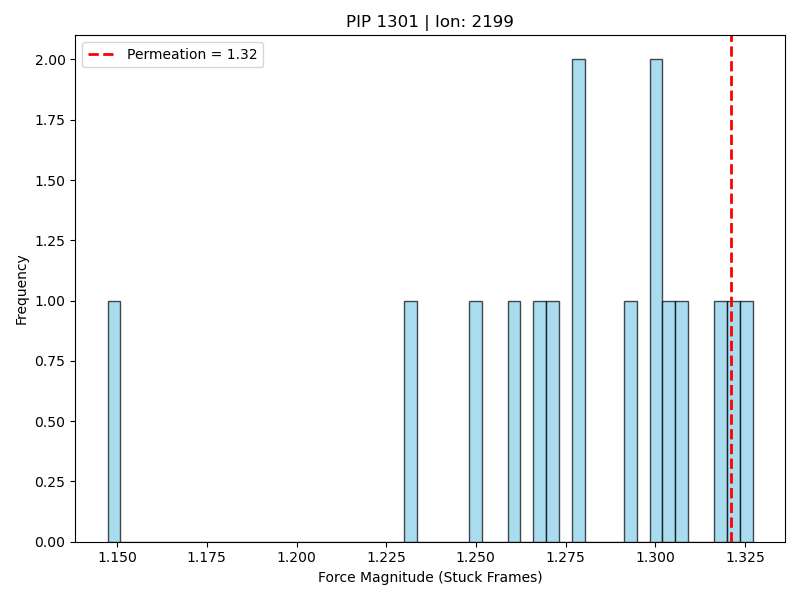 PIP 1301 | Ion: 2199
Permeation = 1.32
Frequency
2.00
1.75
1.50
1.25
1.00
0.75
0.50
0.25
0.00
1.150 1.175 1.200 1.225 1.250 1.275 1.300 1.325
Force Magnitude (Stuck Frames)